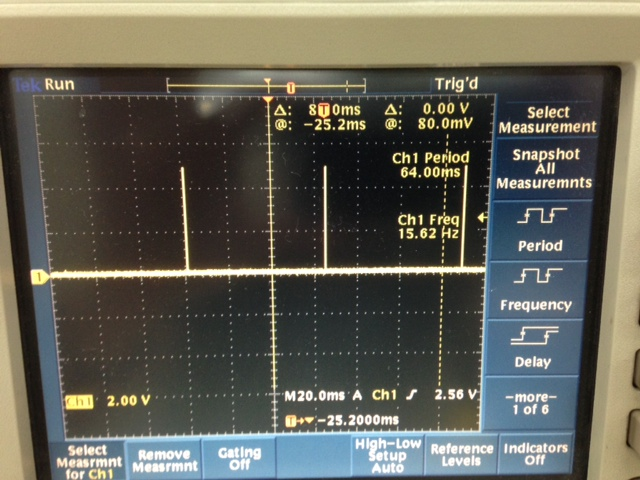 Tek Run
Trig'd
T
Δ: 8 0ms Δ: 0.00 V
@: -25.2ms @: 80.0mV
Ch1 Period
64.00ms
Ch1 Freq
15.62 Hz
1
Ch1 2.00 V
M20.0ms A Ch1 2.56 V
T -25.2000ms
Select
Measurement
Snapshot
All
Measuremnts
Period
Frequency
Delay
-more-
1 of 6
Select
Measrmnt
for Ch1
Remove
Measrmnt
Gating
Off
High-Low
Setup
Auto
Reference
Levels
Indicators
Off